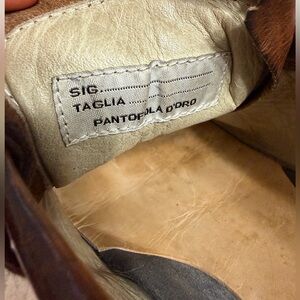 SIG..................
TAGLIA ..............
PANTOFOLA D'ORO